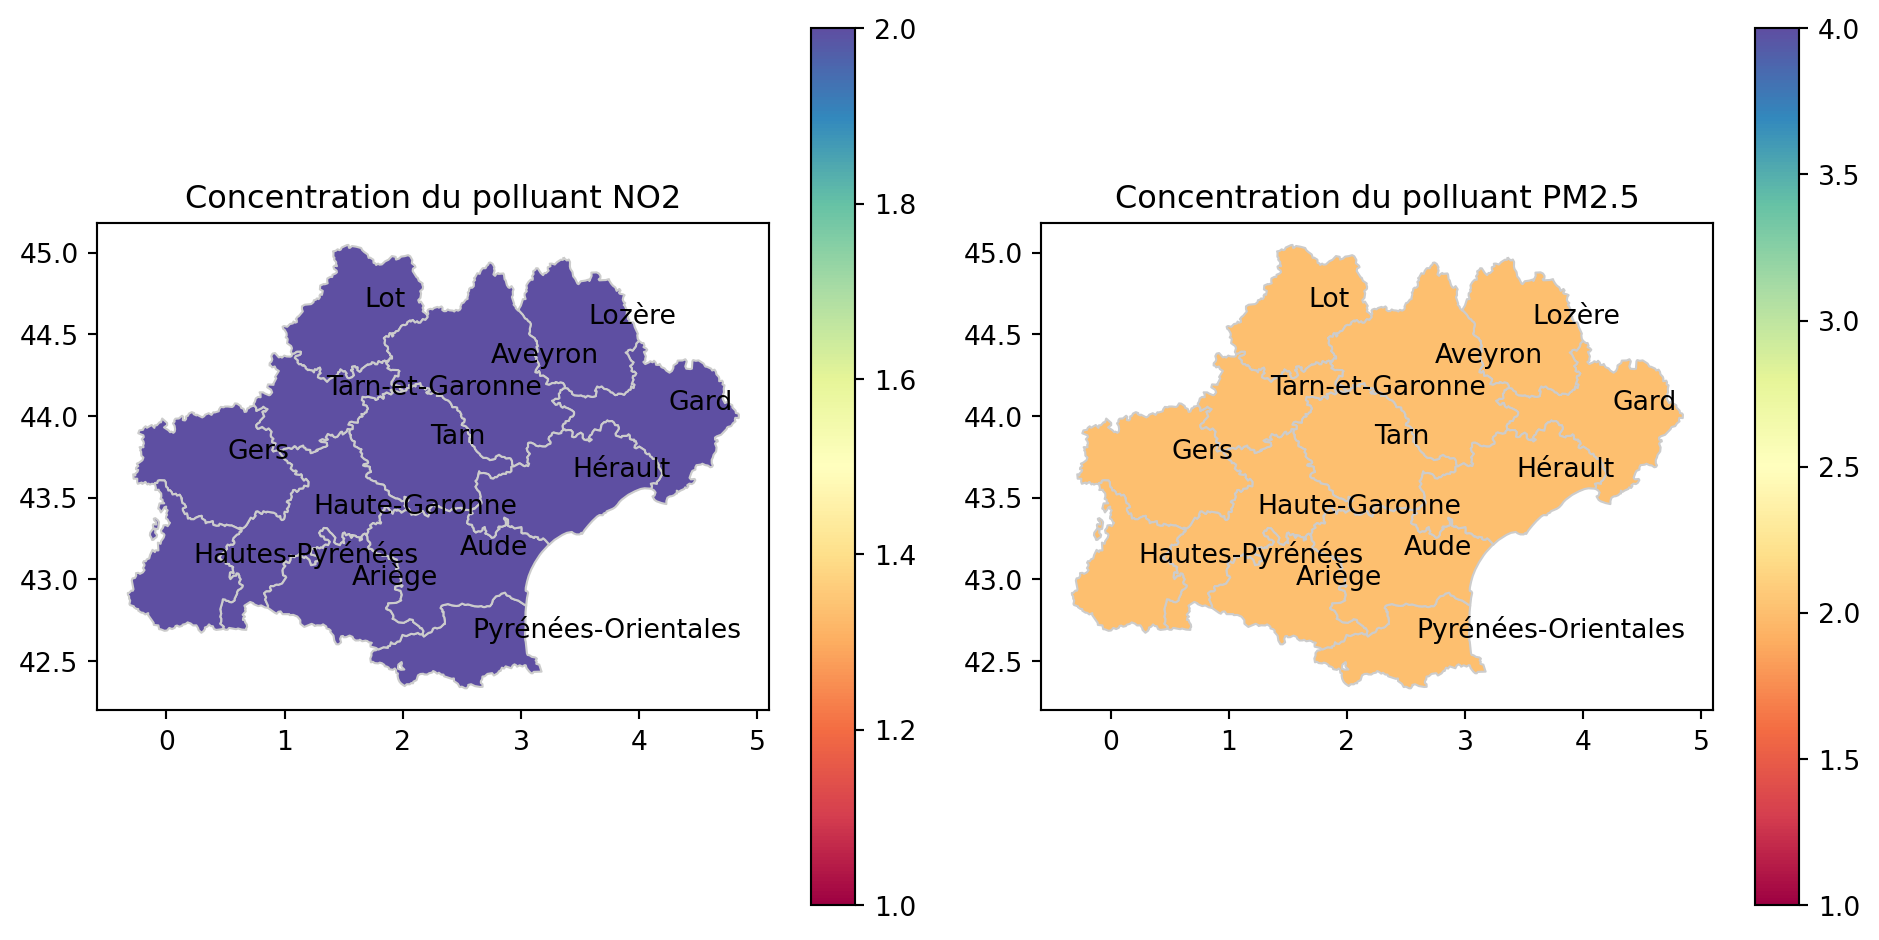 Concentration du polluant NO2
45.0
44.5
44.0
43.5
43.0
42.5
0 1 2 3 4 5
Lot
Lozère
Aveyron
Tarn-et-Garonne
Gard
Tarn
Gers
Hérault
Haute-Garonne
Aude
Hautes-Pyrénées
Ariège
Pyrénées-Orientales
2.0
1.8
1.6
1.4
1.2
1.0
Concentration du polluant PM2.5
45.0
44.5
44.0
43.5
43.0
42.5
0 1 2 3 4 5
Lot
Lozère
Aveyron
Tarn-et-Garonne
Gard
Tarn
Gers
Hérault
Haute-Garonne
Aude
Hautes-Pyrénées
Ariège
Pyrénées-Orientales
4.0
3.5
3.0
2.5
2.0
1.5
1.0